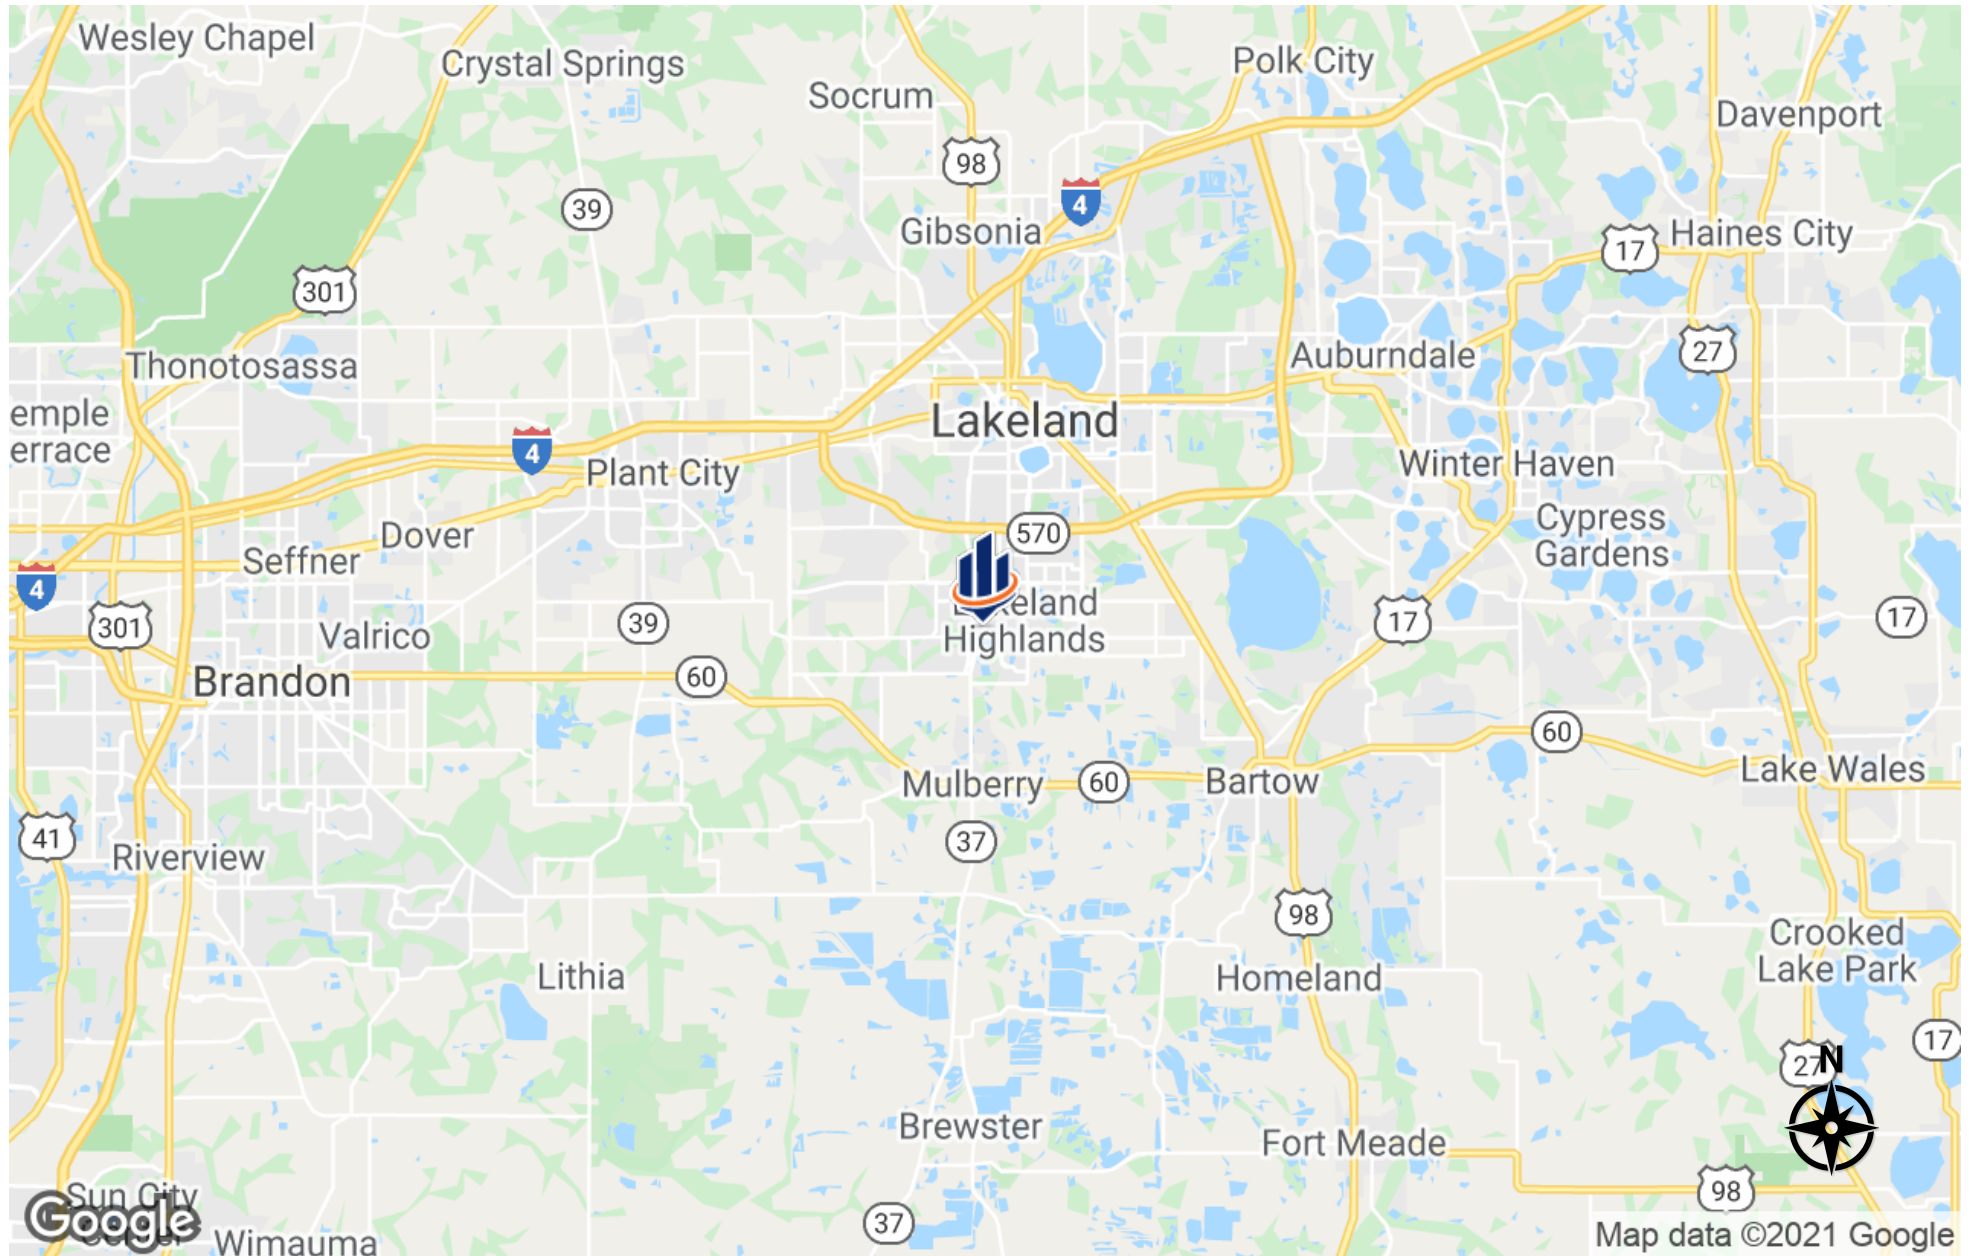 Wesley Chapel
Crystal Springs
Socrum
Polk City
Davenport
98
4
39
Gibsonia
17
Haines City
301
Thonotosassa
Auburndale
27
emple
errace
Lakeland
4
Plant City
Winter Haven
Cypress
Gardens
570
Dover
Seffner
4
301
Valrico
39
Lakeland
Highlands
17
17
Brandon
60
60
Mulberry
60
Bartow
Lake Wales
41
Riverview
37
98
Crooked
Lake Park
Lithia
Homeland
17
27
N
Brewster
Fort Meade
98
Sun City
Center
Google
Wimauma
37
Map data ©2021 Google